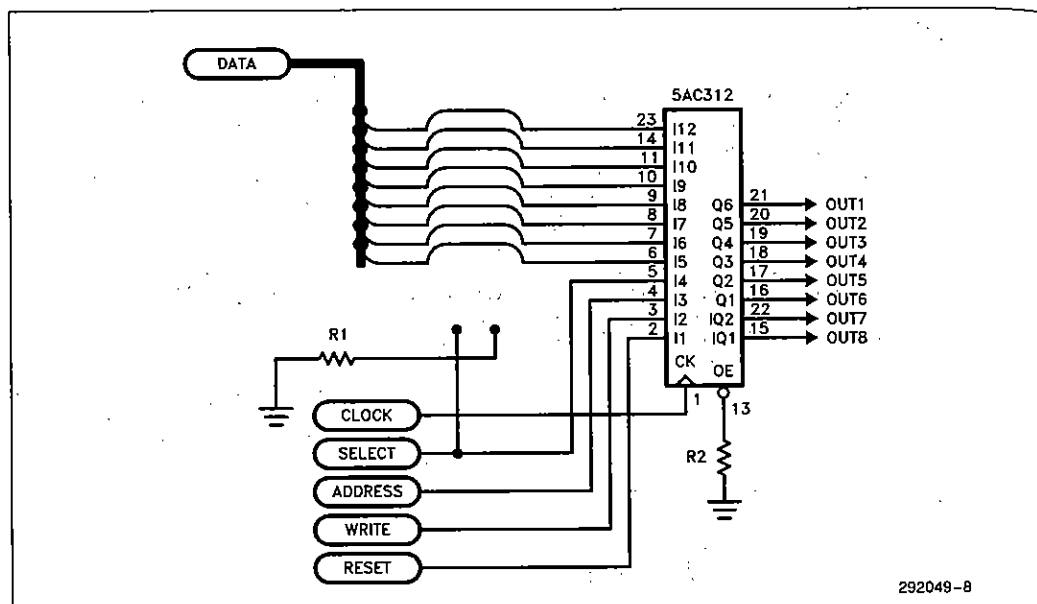 DATA
5AC312
23 I12
14 I11
11 I10
10 I9
9 I8 Q6 21 OUT1
8 I7 Q5 20 OUT2
7 I6 Q4 19 OUT3
6 I5 Q3 18 OUT4
5 I4 Q2 17 OUT5
4 I3 Q1 16 OUT6
3 I2 IQ2 22 OUT7
2 I1 IQ1 15 OUT8
R1
CK OE
1 13
CLOCK
SELECT
R2
ADDRESS
WRITE
RESET
292049-8